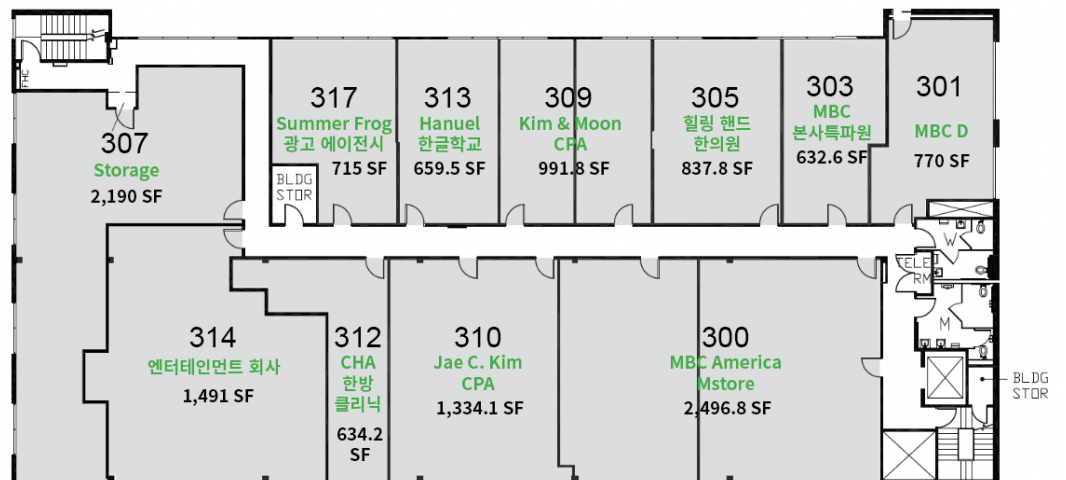 FHC
307
Storage
2,190 SF
317
Summer Frog
광고 에이전시
715 SF
BLDG
STOR
313
Hanuel
한글학교
659.5 SF
309
Kim & Moon
CPA
991.8 SF
305
힐링 핸드
한의원
837.8 SF
303
MBC
본사특파원
632.6 SF
301
MBC D
770 SF
W
TELE
RM
M
314
엔터테인먼트 회사
1,491 SF
312
CHA
한방
클리닉
634.2
SF
310
Jae C. Kim
CPA
1,334.1 SF
300
MBC America
Mstore
2,496.8 SF
BLDG
STOR